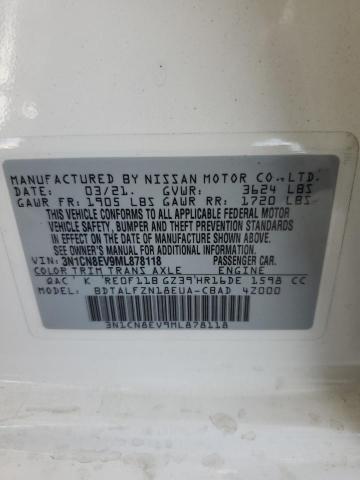 MANUFACTURED BY NISSAN MOTOR CO.,LTD.
DATE: 03/21. GVWR: 3624 LBS
GAWR FR: 1905 LBS GAWR RR: 1720 LBS
THIS VEHICLE CONFORMS TO ALL APPLICABLE FEDERAL MOTOR
VEHICLE SAFETY, BUMPER AND THEFT PREVENTION STANDARDS
IN EFFECT ON THE DATE OF MANUFACTURE SHOWN ABOVE.
SEE OWNER'S MANUAL FOR ADDITIONAL INFORMATION
VIN: 3N1CN8EV9ML878118 PASSENGER CAR
COLOR TRIM TRANS AXLE ENGINE
QAC K RE0F11B GZ39 HR16DE 1598 CC
MODEL: BDTALFZN18EUA-CBAD 4Z000
3N1CN8EV9ML878118